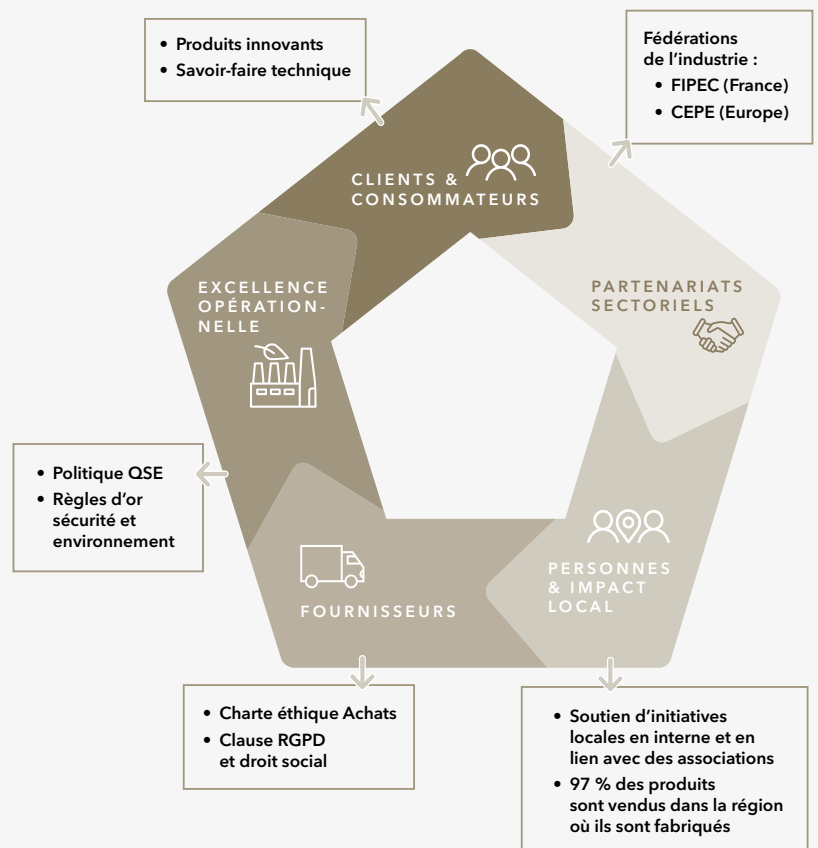 • Produits innovants
• Savoir-faire technique
Fédérations
de l’industrie :
• FIPEC (France)
• CEPE (Europe)
CLIENTS &
CONSOMMATEURS
PARTENARIATS
SECTORIELS
EXCELLENCE
OPÉRATION-
NELLE
• Politique QSE
• Règles d’or
sécurité et
environnement
FOURNISSEURS
PERSONNES
& IMPACT
LOCAL
• Charte éthique Achats
• Clause RGPD
et droit social
• Soutien d’initiatives
locales en interne et en
lien avec des associations
• 97 % des produits
sont vendus dans la région
où ils sont fabriqués